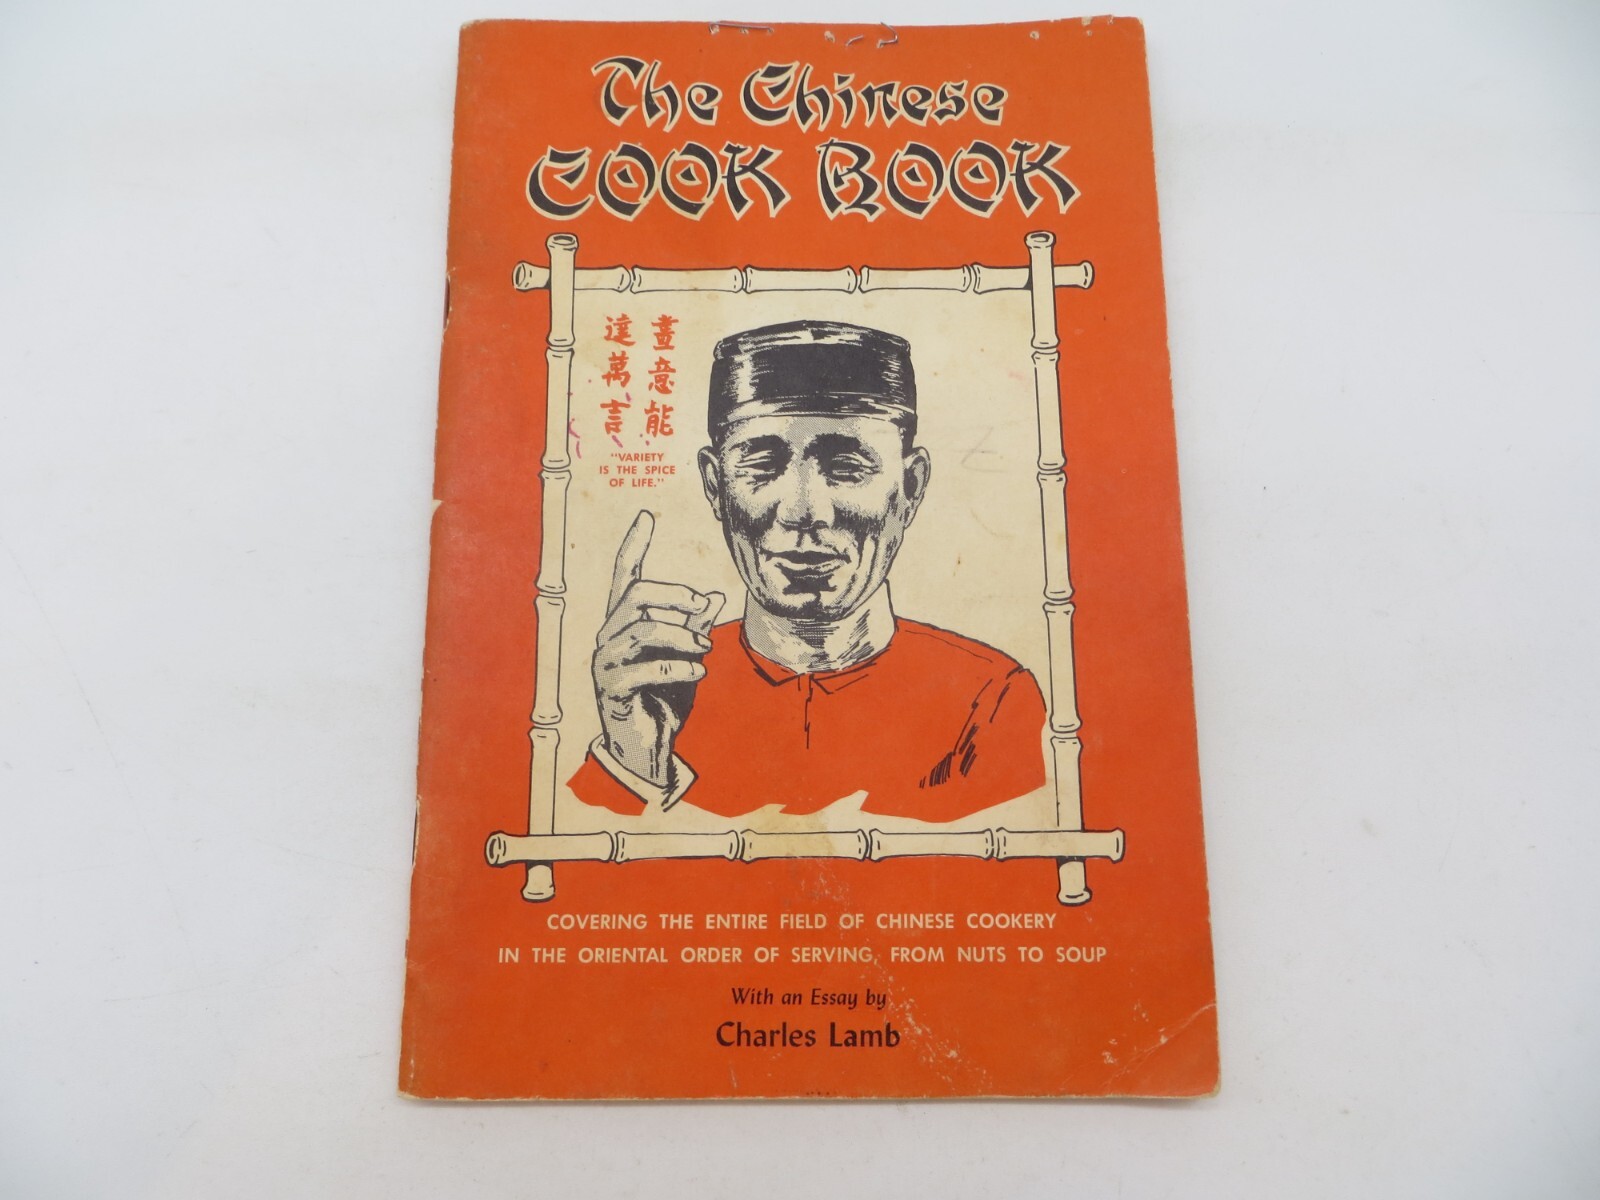 The Chinese
COOK BOOK
畫意能
達萬言
"VARIETY
IS THE SPICE
OF LIFE."
COVERING THE ENTIRE FIELD OF CHINESE COOKERY
IN THE ORIENTAL ORDER OF SERVING, FROM NUTS TO SOUP
With an Essay by
Charles Lamb